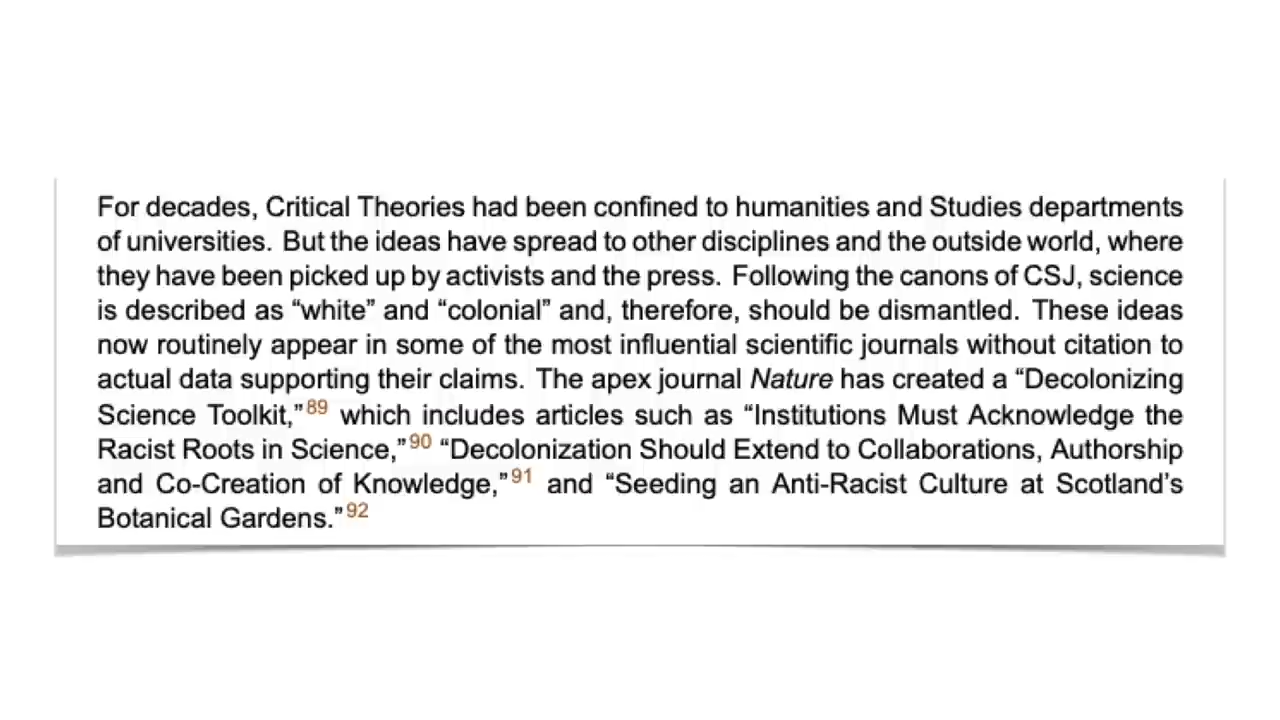 For decades, Critical Theories had been confined to humanities and Studies departments
of universities. But the ideas have spread to other disciplines and the outside world, where
they have been picked up by activists and the press. Following the canons of CSJ, science
is described as “white” and “colonial” and, therefore, should be dismantled. These ideas
now routinely appear in some of the most influential scientific journals without citation to
actual data supporting their claims. The apex journal Nature has created a “Decolonizing
Science Toolkit,”89 which includes articles such as “Institutions Must Acknowledge the
Racist Roots in Science,”90 “Decolonization Should Extend to Collaborations, Authorship
and Co-Creation of Knowledge,”91 and “Seeding an Anti-Racist Culture at Scotland’s
Botanical Gardens.”92